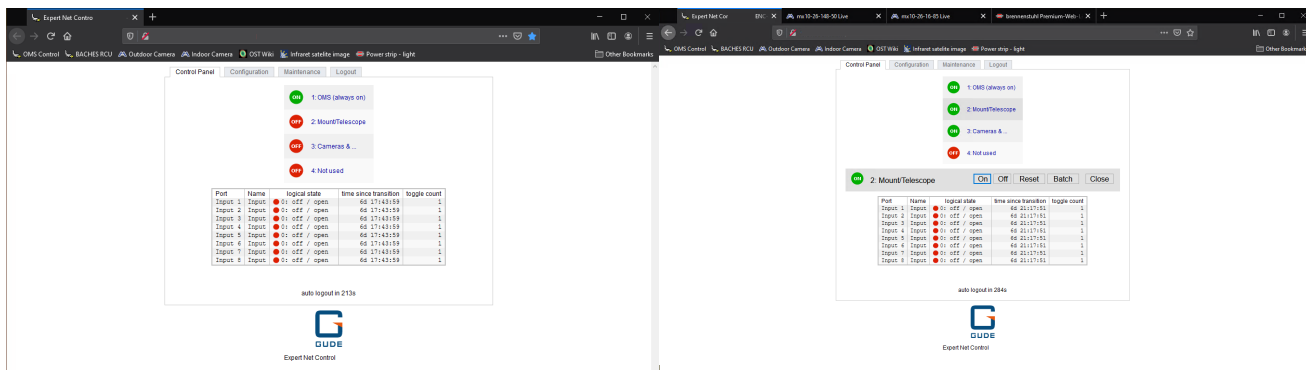 Expert Net Contro
OMS Control BACHES RCU Outdoor Camera Indoor Camera OST Wiki Infraret satelite image Power strip - light Other Bookmarks
Control Panel Configuration Maintenance Logout
ON 1: OMS (always on)
OFF 2: Mount/Telescope
OFF 3: Cameras & ...
OFF 4: Not used
Port Name logical state time since transition toggle count
Input 1 Input 0: off / open 6d 17:43:59 1
Input 2 Input 0: off / open 6d 17:43:59 1
Input 3 Input 0: off / open 6d 17:43:59 1
Input 4 Input 0: off / open 6d 17:43:59 1
Input 5 Input 0: off / open 6d 17:43:59 1
Input 6 Input 0: off / open 6d 17:43:59 1
Input 7 Input 0: off / open 6d 17:43:59 1
Input 8 Input 0: off / open 6d 17:43:59 1
auto logout in 213s
GUDE
Expert Net Control
Expert Net Cor ENC mx10-26-148-50 Live mx10-26-16-85 Live brennenstuhl Premium-Web-
OMS Control BACHES RCU Outdoor Camera Indoor Camera OST Wiki Infraret satelite image Power strip - light Other Bookmark
Control Panel Configuration Maintenance Logout
ON 1: OMS (always on)
ON 2: Mount/Telescope
ON 3: Cameras & ...
OFF 4: Not used
ON 2: Mount/Telescope On Off Reset Batch Close
Port Name logical state time since transition toggle count
Input 1 Input 0: off / open 6d 21:17:51 1
Input 2 Input 0: off / open 6d 21:17:51 1
Input 3 Input 0: off / open 6d 21:17:51 1
Input 4 Input 0: off / open 6d 21:17:51 1
Input 5 Input 0: off / open 6d 21:17:51 1
Input 6 Input 0: off / open 6d 21:17:51 1
Input 7 Input 0: off / open 6d 21:17:51 1
Input 8 Input 0: off / open 6d 21:17:51 1
auto logout in 284s
GUDE
Expert Net Control